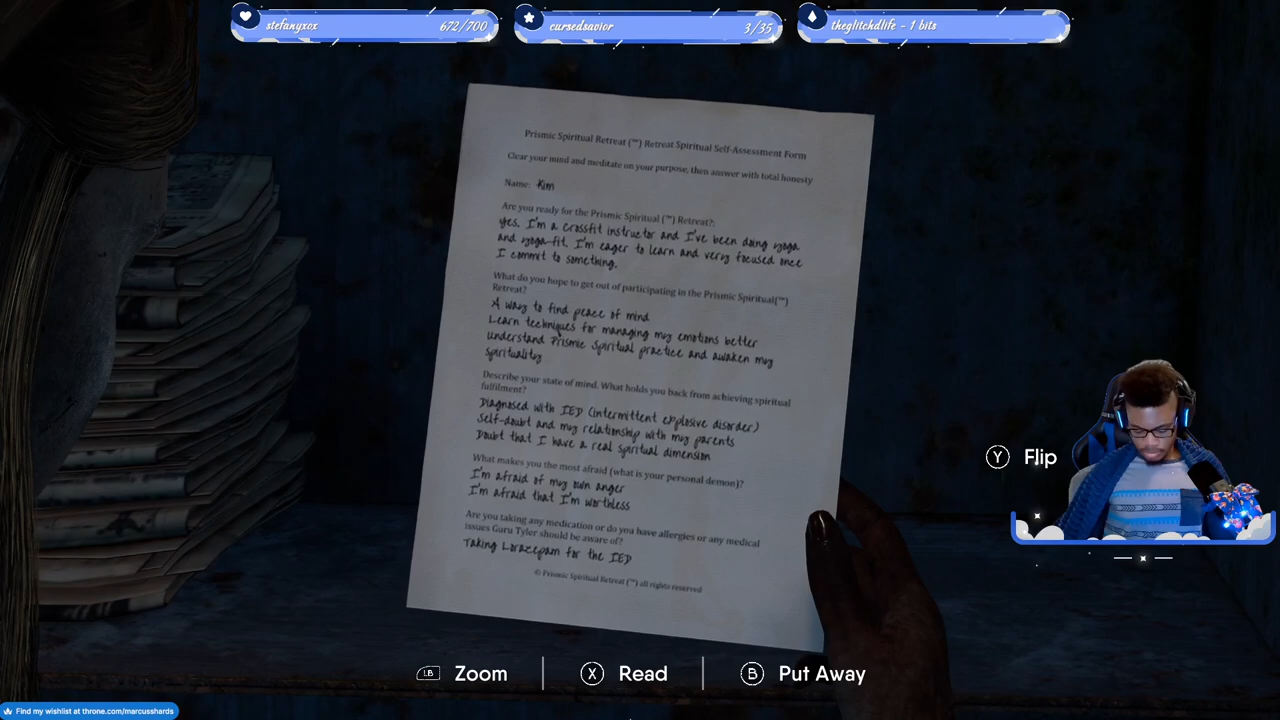 stefanyxox
672/700
cursedsavior
3/35
theglitchdlife - 1 bits
Prismic Spiritual Retreat (™) Retreat Spiritual Self-Assessment Form
Clear your mind and meditate on your purpose, then answer with total honesty
Name: Kim
Are you ready for the Prismic Spiritual (™) Retreat?:
yes. I'm a crossfit instructor and I've been doing yoga
and yoga-fit. I'm eager to learn and very focused once
I commit to something.
What do you hope to get out of participating in the Prismic Spiritual(™)
Retreat?
A way to find peace of mind
Learn techniques for managing my emotions better
Understand Prismic Spiritual practice and awaken my
spirituality
Describe your state of mind. What holds you back from achieving spiritual
fulfilment?
Diagnosed with IED (intermittent explosive disorder)
Self-doubt and my relationship with my parents
Doubt that I have a real spiritual dimension
What makes you the most afraid (what is your personal demon)?
I'm afraid of my own anger
I'm afraid that I'm worthless
Are you taking any medication or do you have allergies or any medical
issues Guru Tyler should be aware of?
Taking Lorazepam for the IED
© Prismic Spiritual Retreat (™) all rights reserved
Y Flip
LB Zoom
X Read
B Put Away
Find my wishlist at throne.com/marcusshards